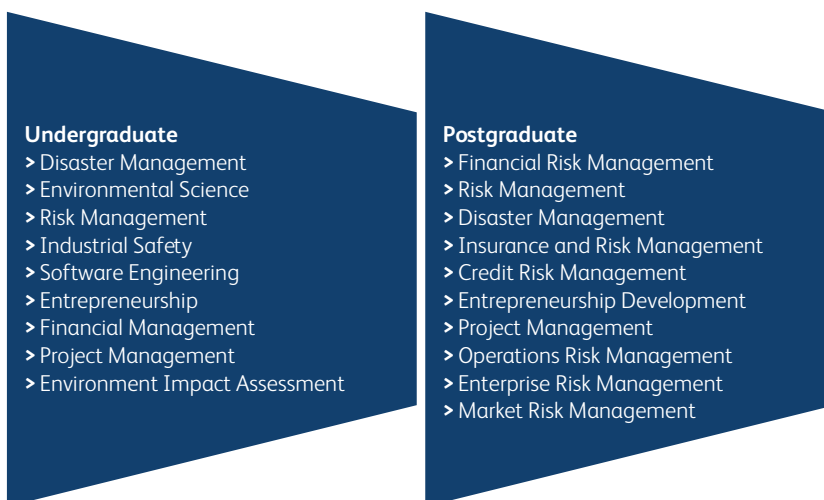 Undergraduate
> Disaster Management
> Environmental Science
> Risk Management
> Industrial Safety
> Software Engineering
> Entrepreneurship
> Financial Management
> Project Management
> Environment Impact Assessment
Postgraduate
> Financial Risk Management
> Risk Management
> Disaster Management
> Insurance and Risk Management
> Credit Risk Management
> Entrepreneurship Development
> Project Management
> Operations Risk Management
> Enterprise Risk Management
> Market Risk Management